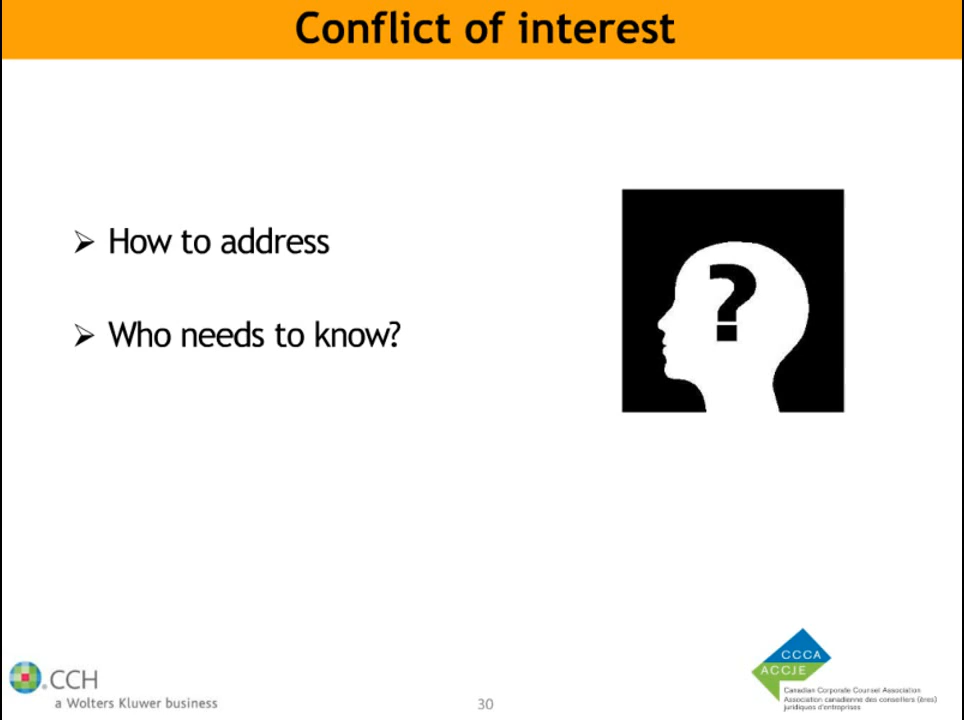 Conflict of interest
➢ How to address
➢ Who needs to know?
?
CCH
a Wolters Kluwer business
30
CCCA
ACCJE
Canadian Corporate Counsel Association
Association canadienne des conseillers (ères)
juridiques d'entreprises